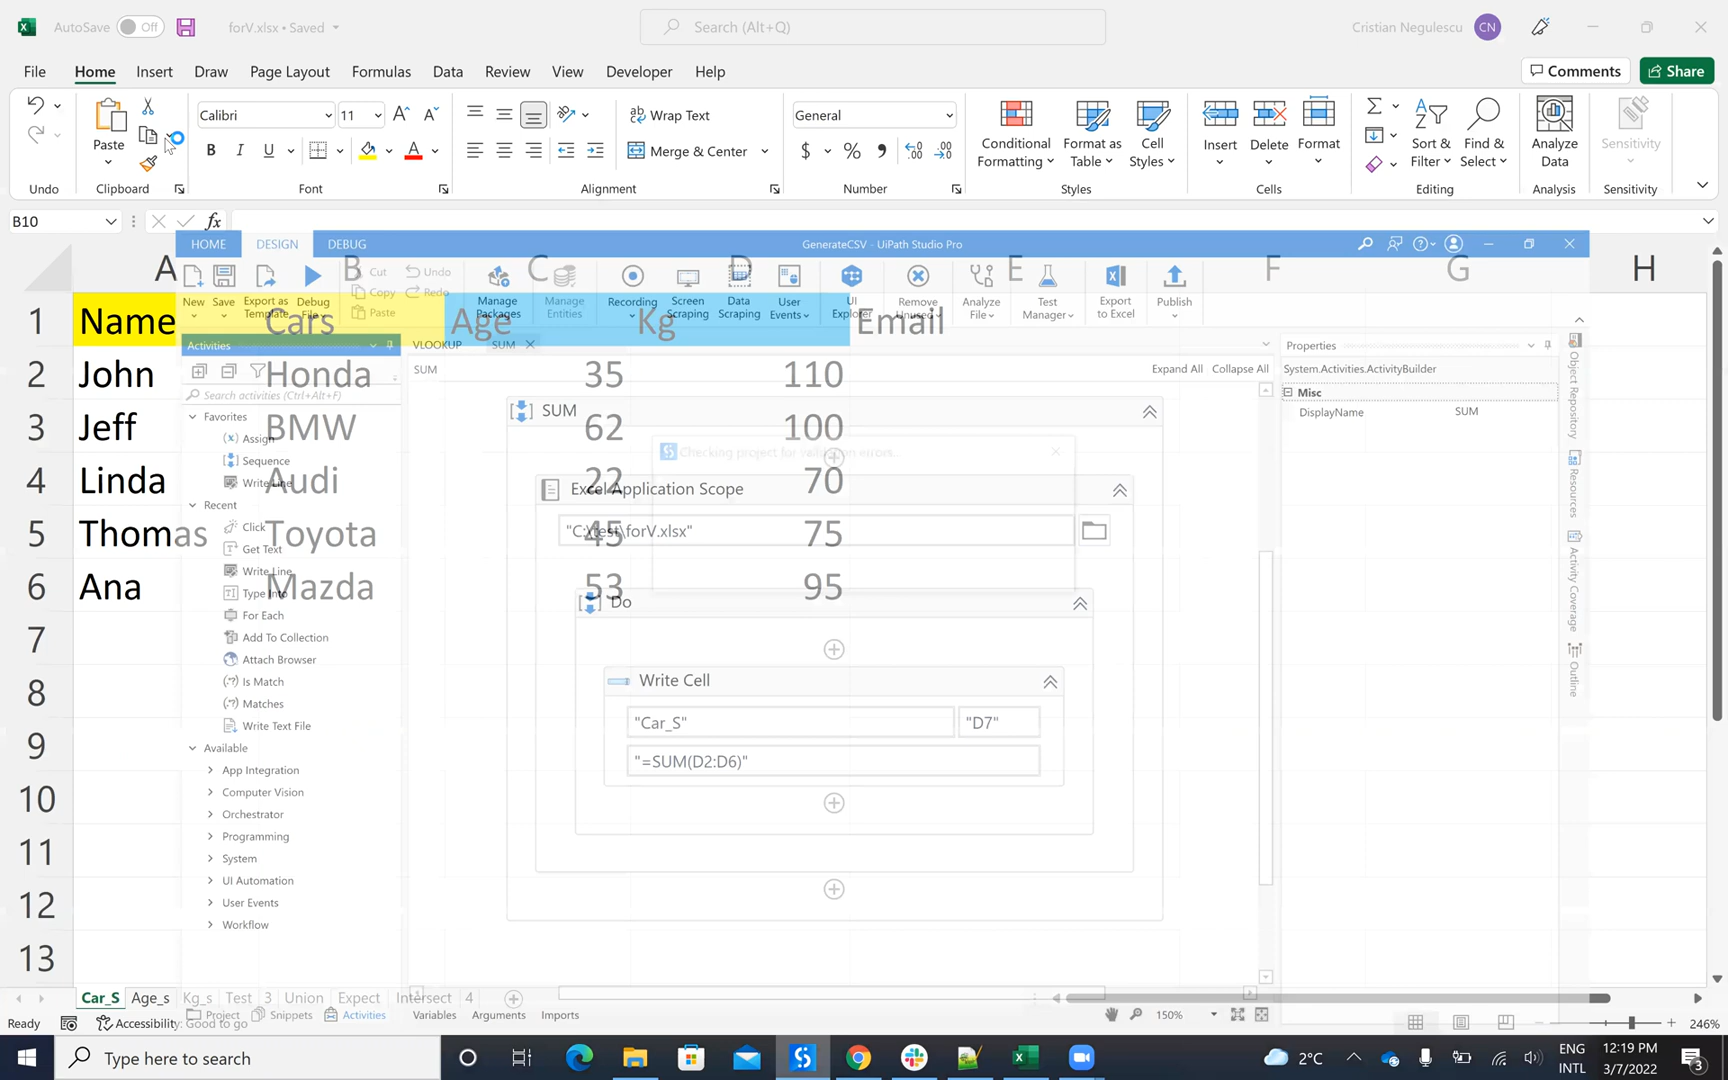 AutoSave Off forV.xlsx • Saved Search (Alt+Q) Cristian Negulescu CN
File Home Insert Draw Page Layout Formulas Data Review View Developer Help Comments Share
Calibri 11 Wrap Text General Conditional Format as Cell Insert Delete Format Sort & Find & Analyze Sensitivity
Paste B I U A Merge & Center $ % Formatting Table Styles Filter Select Data
Undo Clipboard Font Alignment Number Styles Cells Editing Analysis Sensitivity
B10 fx
HOME DESIGN DEBUG GenerateCSV - UiPath Studio Pro
A B C D E F G H
Cut Undo
Copy Redo
Paste
New Save Export as Debug Manage Manage Recording Screen Data User UI Remove Analyze Test Export Publish
Template File Packages Entities Scraping Scraping Events Explorer Unused File Manager to Excel
1 Name Cars Age Kg Email
Activities VLOOKUP SUM Properties
SUM Expand All Collapse All System.Activities.ActivityBuilder
2 John Honda 35 110
Search activities (Ctrl+Alt+F) Misc
SUM DisplayName SUM
Favorites
3 Jeff BMW 62 100
Assign
Checking project for validation errors...
Sequence
4 Linda Audi 22 70
Write Line
Excel Application Scope
Recent
Click
5 Thomas Toyota 45 75
"C:\test\forV.xlsx"
Get Text
Write Line
6 Ana Mazda 53 95
Type Into
Do
For Each
7
Add To Collection
Attach Browser
Is Match
8
Write Cell
Matches
"Car_S" "D7"
Write Text File
9
Available
"=SUM(D2:D6)"
App Integration
Computer Vision
10
Orchestrator
Programming
11
System
UI Automation
12
User Events
Workflow
13
Car_S Age_s Kg_s Test 3 Union Expect Intersect 4
Project Snippets Activities Variables Arguments Imports 150%
Object Repository
Resources
Activity Coverage
Outline
Ready Accessibility: Good to go 246%
Type here to search 2°C ENG INTL 12:19 PM 3/7/2022 3